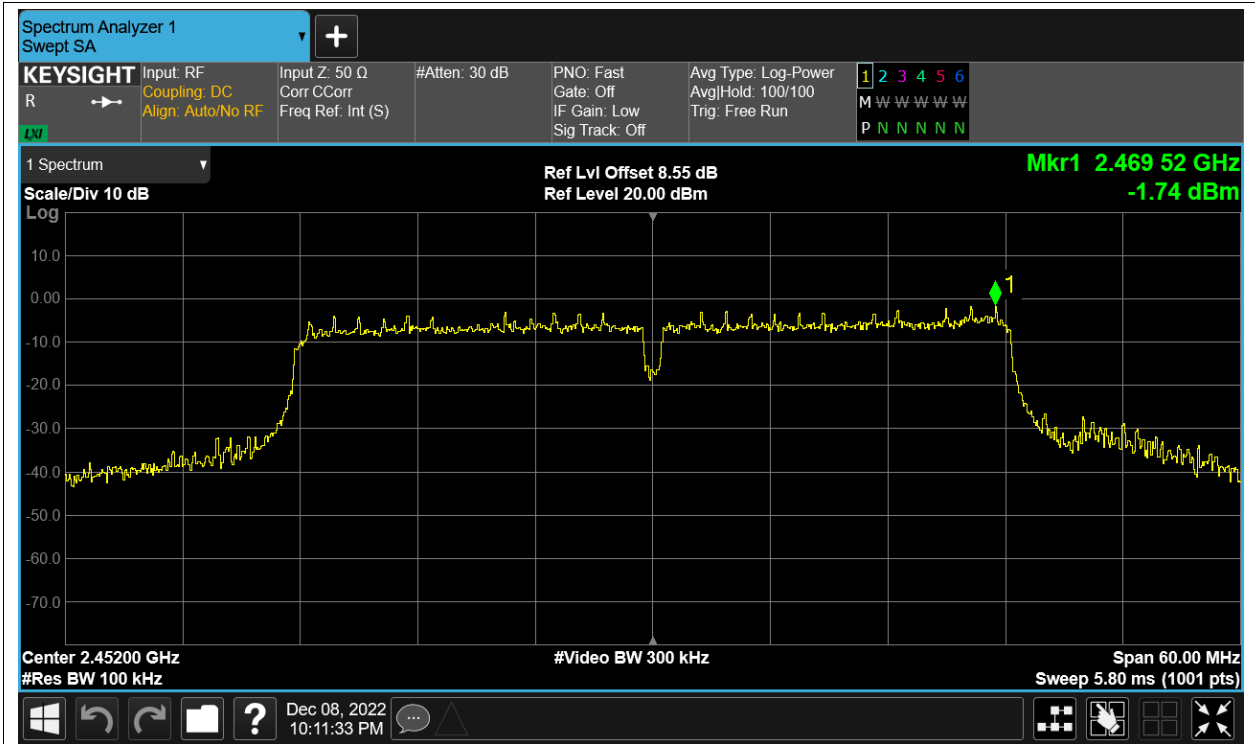 Spectrum Analyzer 1
Swept SA
KEYSIGHT
R
LXI
Input: RF
Coupling: DC
Align: Auto/No RF
Input Z: 50 Ω
Corr CCorr
Freq Ref: Int (S)
#Atten: 30 dB
PNO: Fast
Gate: Off
IF Gain: Low
Sig Track: Off
Avg Type: Log-Power
Avg|Hold: 100/100
Trig: Free Run
1 2 3 4 5 6
M W W W W W
P N N N N N
1 Spectrum
Scale/Div 10 dB
Log
Ref Lvl Offset 8.55 dB
Ref Level 20.00 dBm
Mkr1 2.469 52 GHz
-1.74 dBm
10.0
0.00
-10.0
-20.0
-30.0
-40.0
-50.0
-60.0
-70.0
1
Center 2.45200 GHz
#Res BW 100 kHz
#Video BW 300 kHz
Span 60.00 MHz
Sweep 5.80 ms (1001 pts)
?
Dec 08, 2022
10:11:33 PM